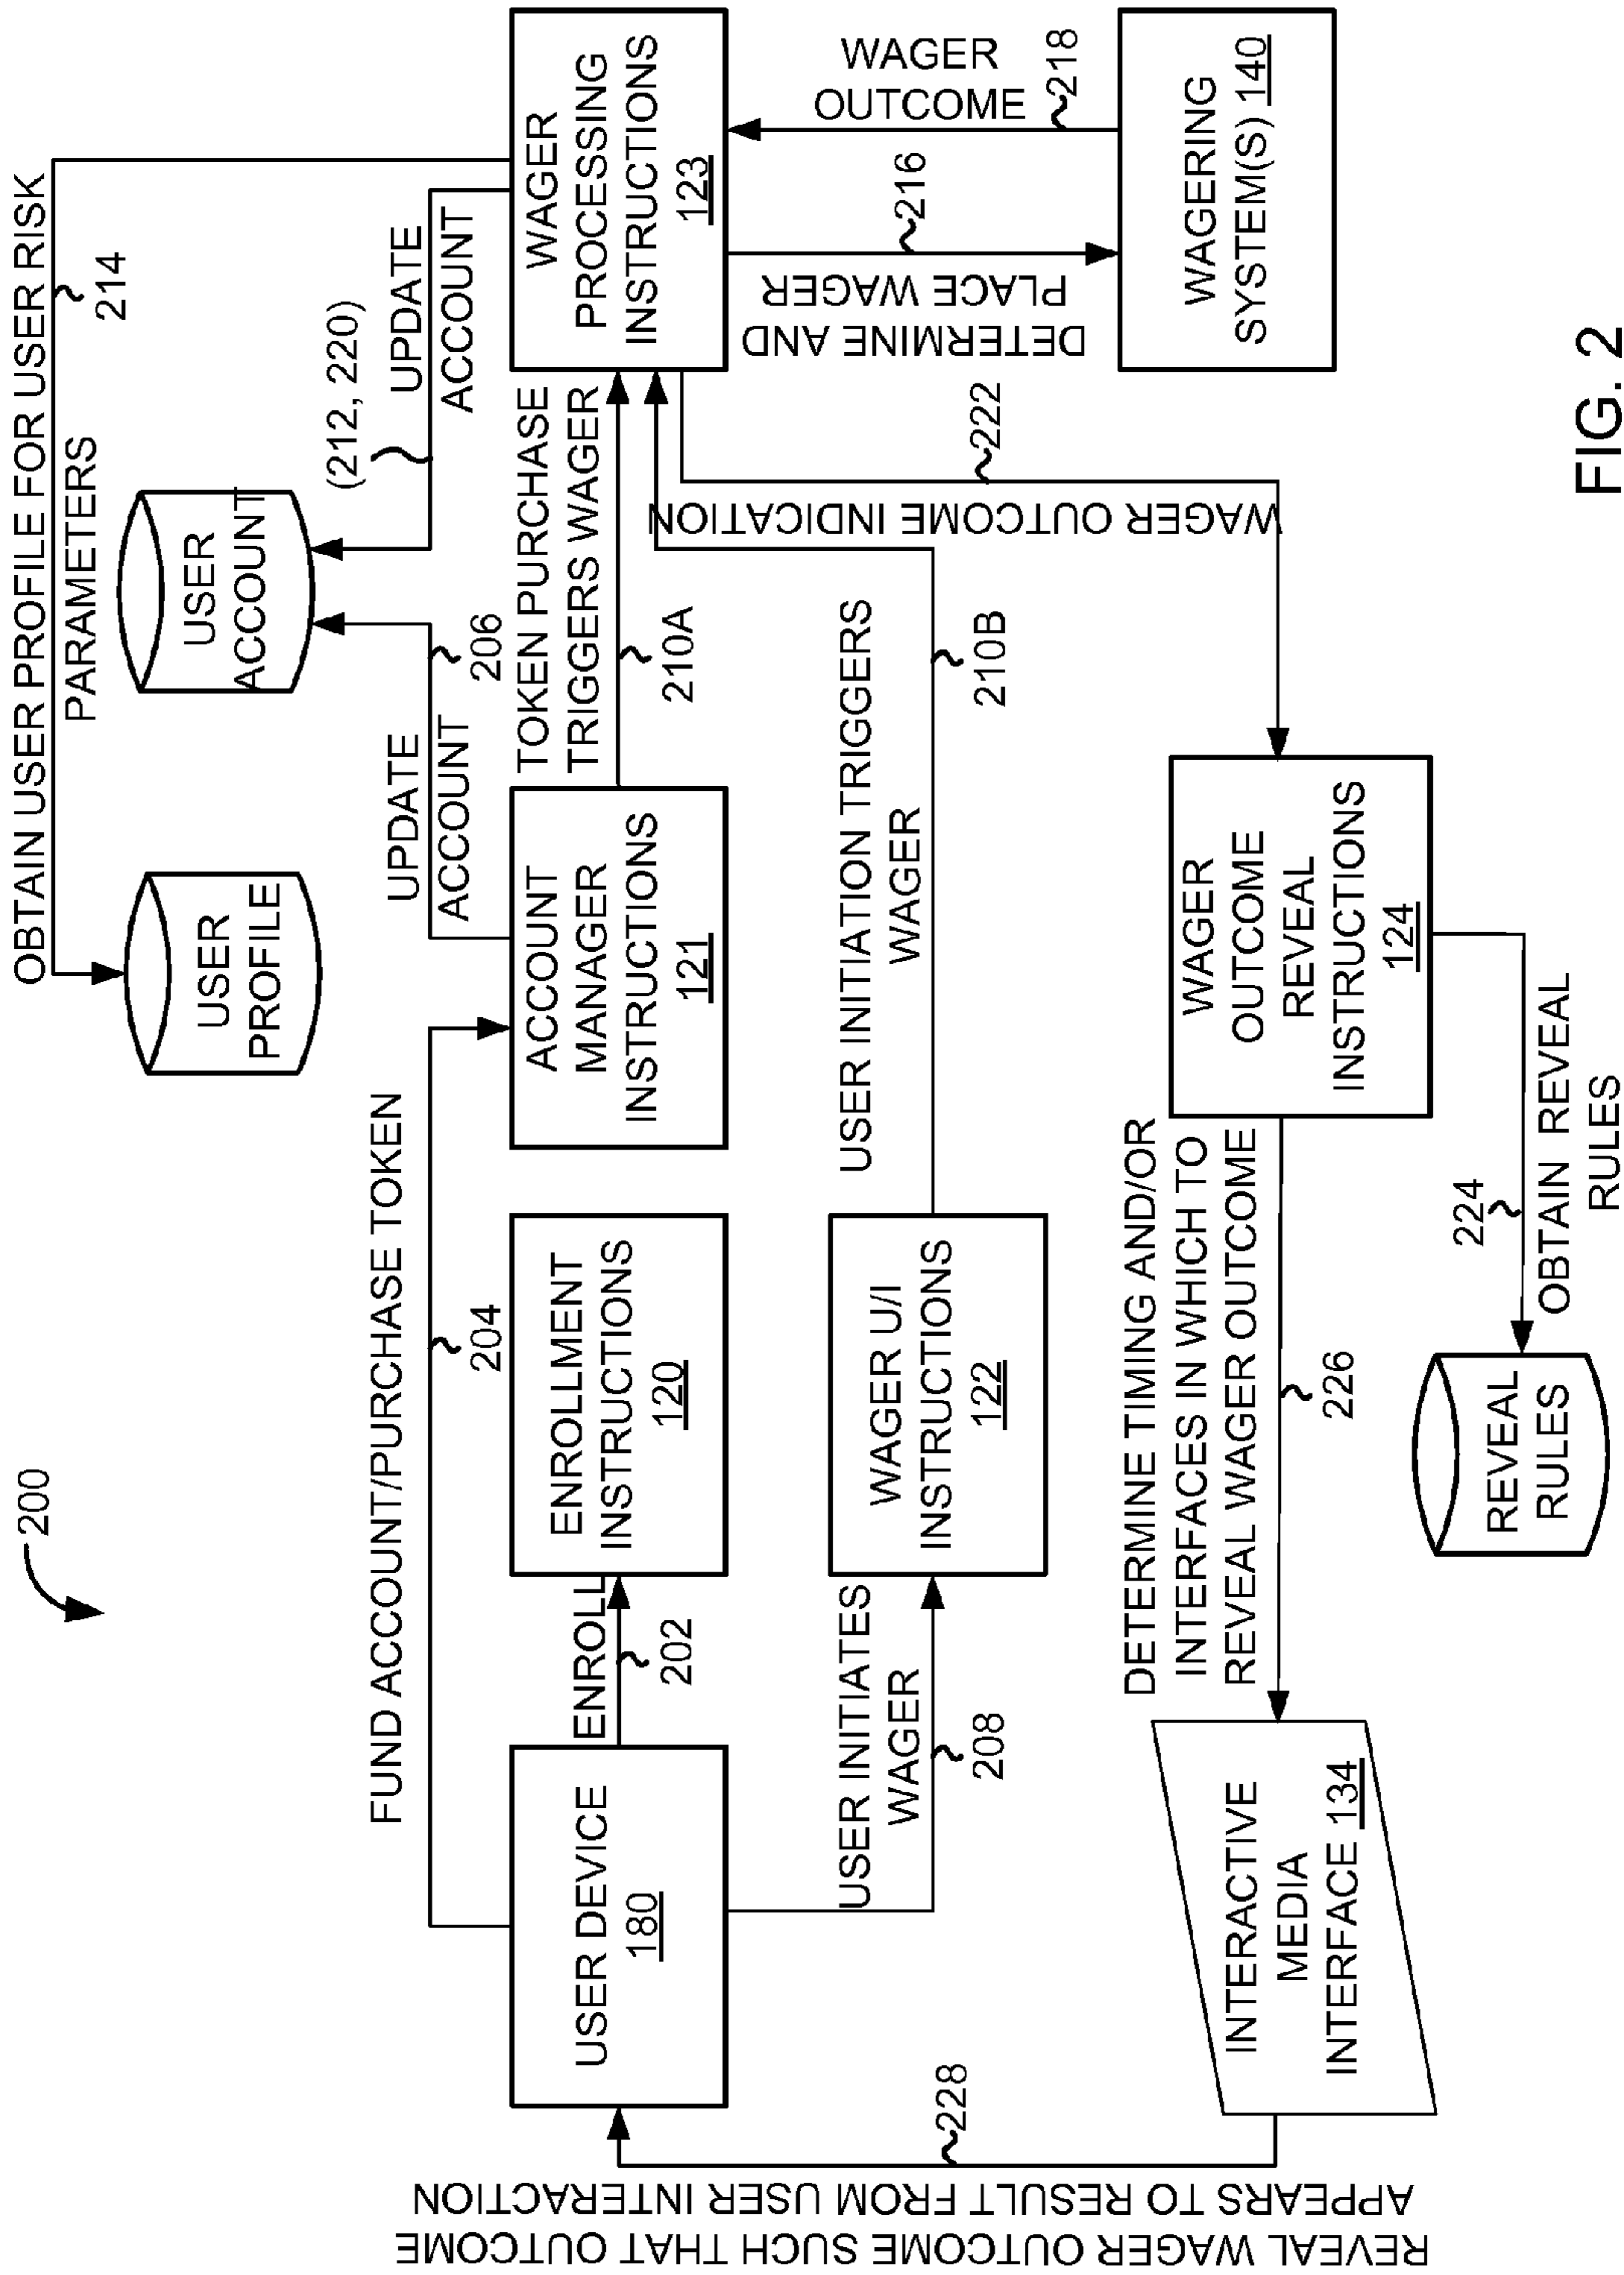 200
OBTAIN USER PROFILE FOR USER RISK
PARAMETERS
214
USER
PROFILE
USER
ACCOUNT
(212, 220)
UPDATE
ACCOUNT
UPDATE
ACCOUNT
206
FUND ACCOUNT/PURCHASE TOKEN
204
USER DEVICE
180
ENROLL
202
ENROLLMENT
INSTRUCTIONS
120
ACCOUNT
MANAGER
INSTRUCTIONS
121
TOKEN PURCHASE
TRIGGERS WAGER
210A
WAGER
PROCESSING
INSTRUCTIONS
123
USER INITIATES
WAGER
208
WAGER U/I
INSTRUCTIONS
122
USER INITIATION TRIGGERS
WAGER
210B
DETERMINE AND
PLACE WAGER
216
WAGER
OUTCOME
218
WAGERING
SYSTEM(S) 140
WAGER OUTCOME INDICATION
222
WAGER
OUTCOME
REVEAL
INSTRUCTIONS
124
DETERMINE TIMING AND/OR
INTERFACES IN WHICH TO
REVEAL WAGER OUTCOME
226
224
OBTAIN REVEAL
RULES
REVEAL
RULES
INTERACTIVE
MEDIA
INTERFACE 134
228
REVEAL WAGER OUTCOME SUCH THAT OUTCOME
APPEARS TO RESULT FROM USER INTERACTION
FIG. 2